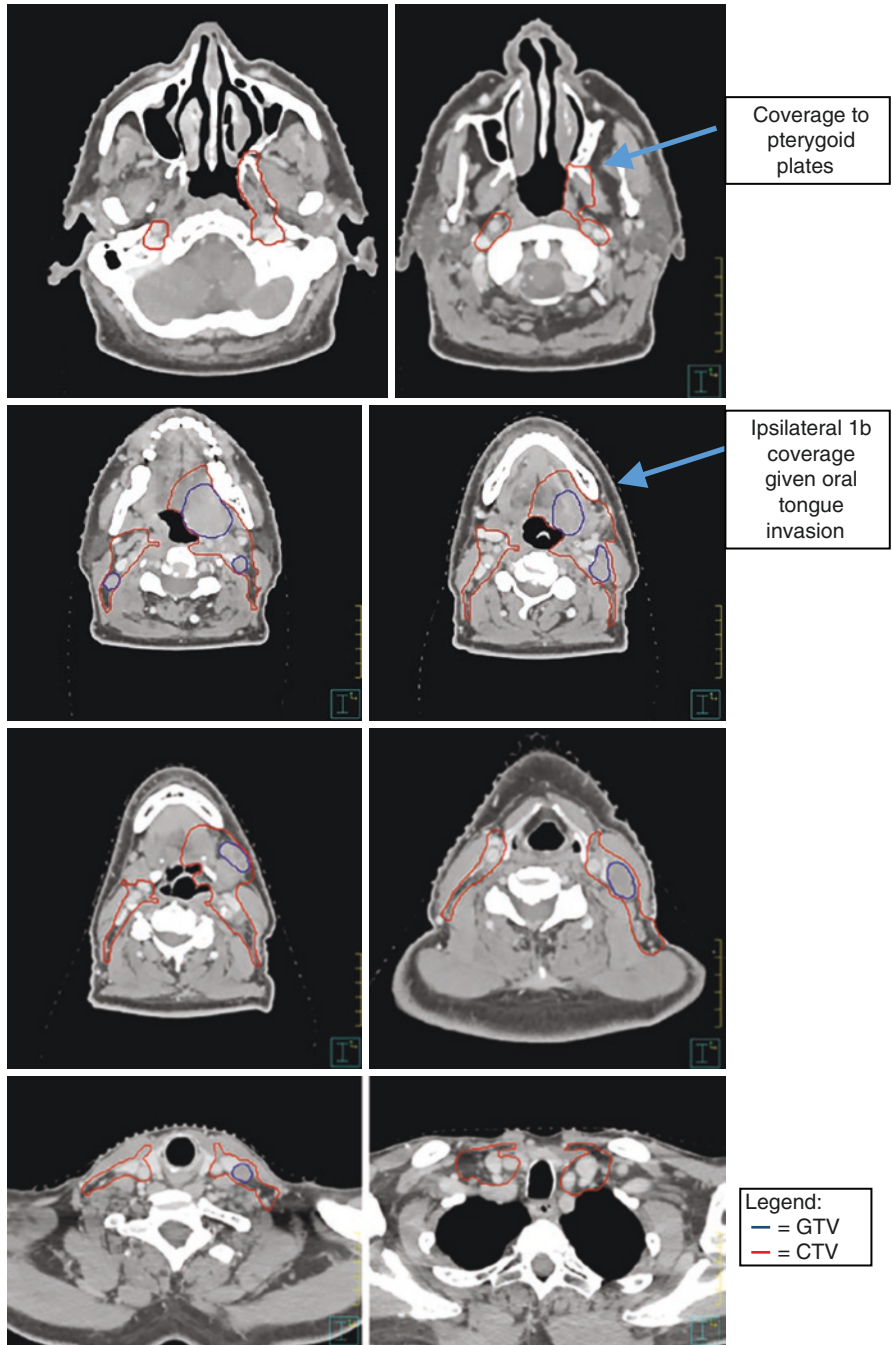 Coverage to
pterygoid
plates
Ipsilateral 1b
coverage
given oral
tongue
invasion
Legend:
= GTV
= CTV